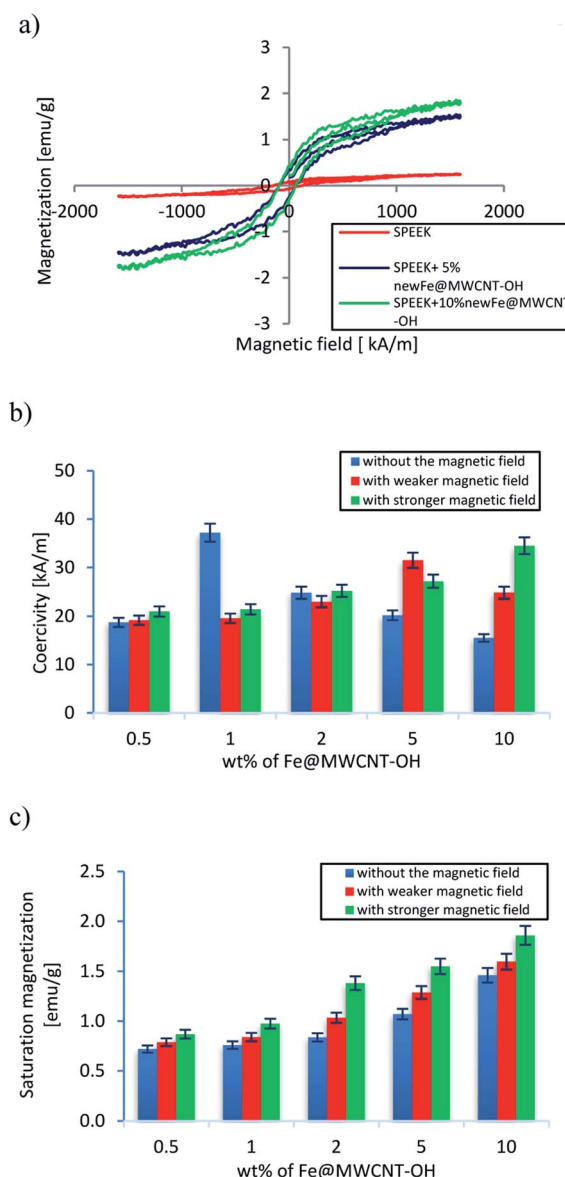 a)
3
2
1
0
-2000
-1000
0
1000
2000
-1
-2
-3
Magnetization [emu/g]
Magnetic field [ kA/m]
SPEEK
SPEEK+ 5%
newFe@MWCNT-OH
SPEEK+10%newFe@MWCNT
-OH
b)
without the magnetic field
with weaker magnetic field
with stronger magnetic field
50
40
30
20
10
0
Coercivity [kA/m]
0.5
1
2
5
10
wt% of Fe@MWCNT-OH
c)
without the magnetic field
with weaker magnetic field
with stronger magnetic field
2.5
2.0
1.5
1.0
0.5
0.0
Saturation magnetization
[emu/g]
0.5
1
2
5
10
wt% of Fe@MWCNT-OH